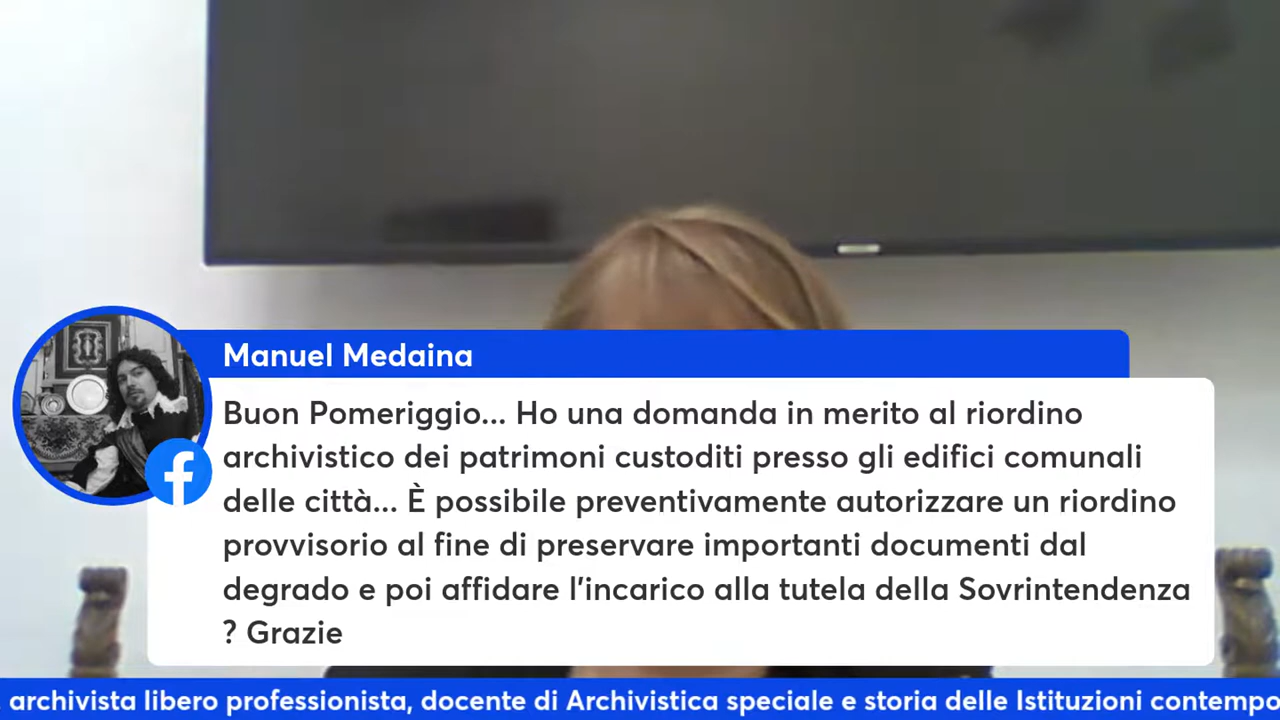 Manuel Medaina
Buon Pomeriggio... Ho una domanda in merito al riordino
archivistico dei patrimoni custoditi presso gli edifici comunali
delle città... È possibile preventivamente autorizzare un riordino
provvisorio al fine di preservare importanti documenti dal
degrado e poi affidare l'incarico alla tutela della Sovrintendenza
? Grazie
archivista libero professionista, docente di Archivistica speciale e storia delle Istituzioni contempo